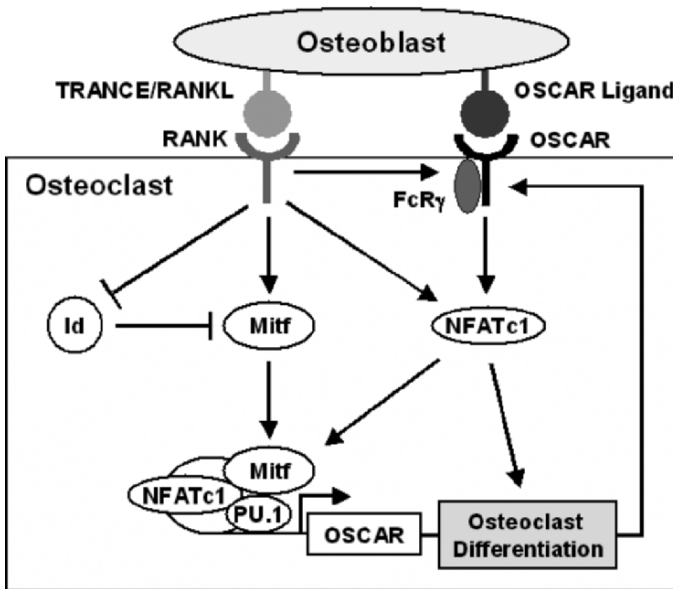 Osteoblast
TRANCE/RANKL
OSCAR Ligand
RANK
OSCAR
Osteoclast
FcRγ
Id
Mitf
NFATc1
Mitf
NFATc1
PU.1
OSCAR
Osteoclast
Differentiation